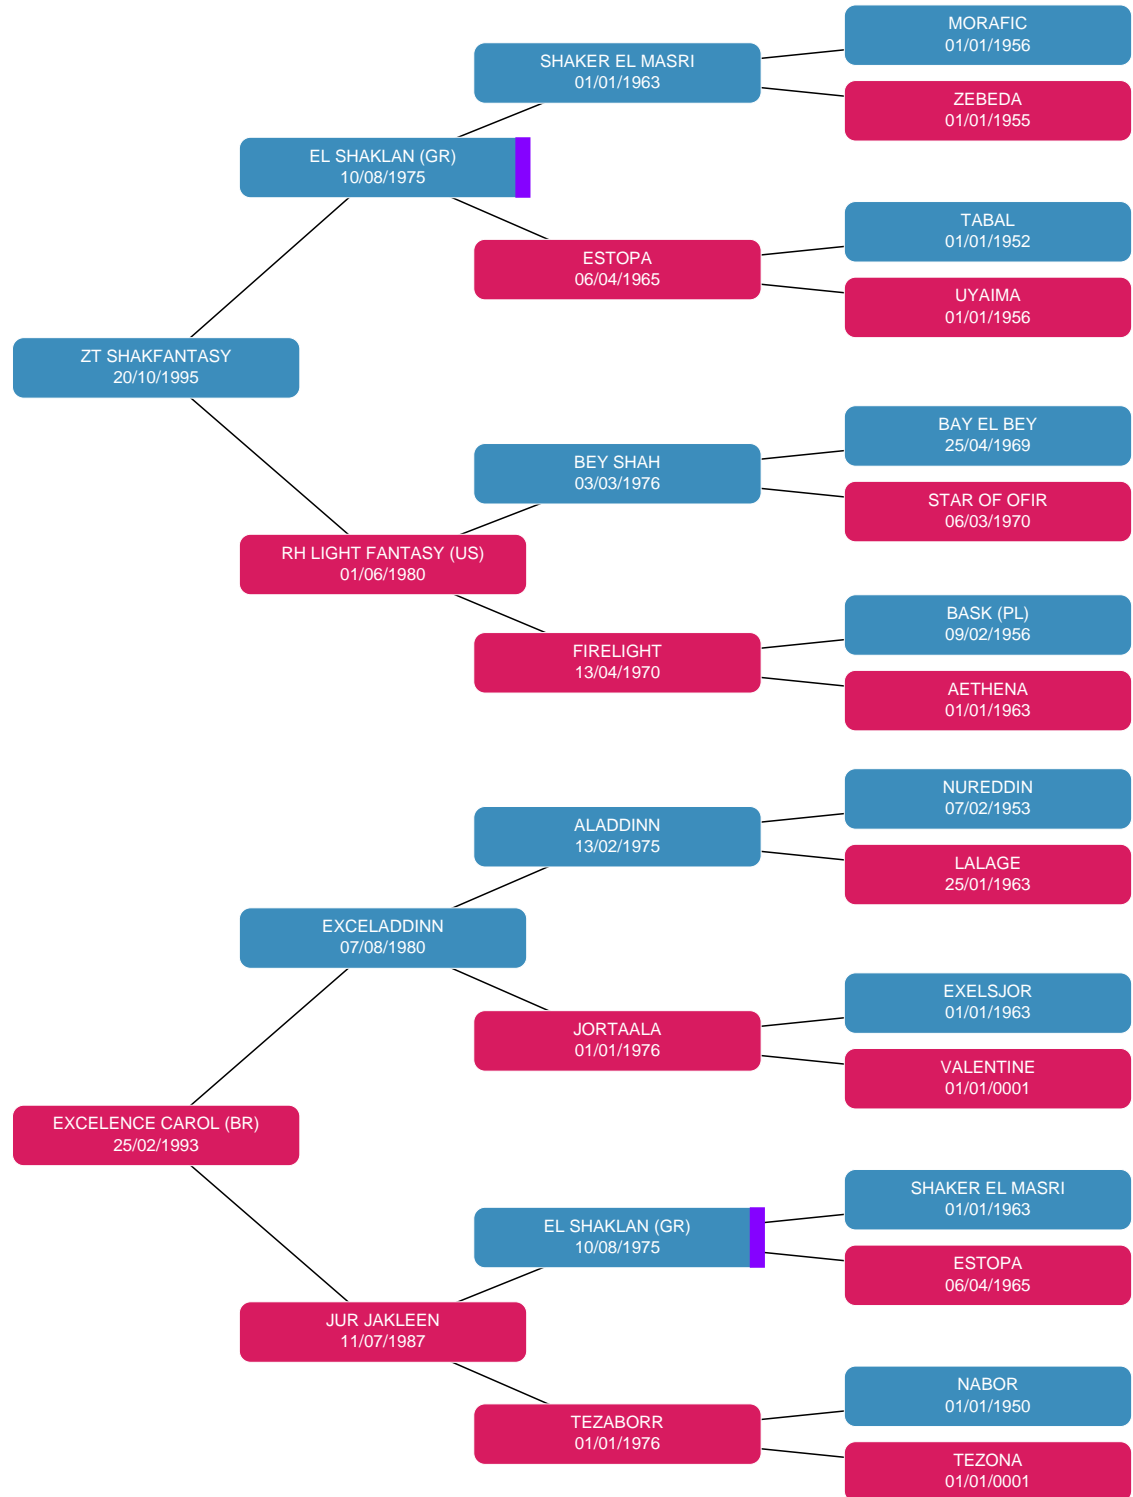 MORAFIC
01/01/1956
SHAKER EL MASRI
01/01/1963
ZEBEDA
01/01/1955
EL SHAKLAN (GR)
10/08/1975
TABAL
01/01/1952
ESTOPA
06/04/1965
UYAIMA
01/01/1956
ZT SHAKFANTASY
20/10/1995
BAY EL BEY
25/04/1969
BEY SHAH
03/03/1976
STAR OF OFIR
06/03/1970
RH LIGHT FANTASY (US)
01/06/1980
BASK (PL)
09/02/1956
FIRELIGHT
13/04/1970
AETHENA
01/01/1963
NUREDDIN
07/02/1953
ALADDINN
13/02/1975
LALAGE
25/01/1963
EXCELADDINN
07/08/1980
EXELSJOR
01/01/1963
JORTAALA
01/01/1976
VALENTINE
01/01/0001
EXCELENCE CAROL (BR)
25/02/1993
SHAKER EL MASRI
01/01/1963
EL SHAKLAN (GR)
10/08/1975
ESTOPA
06/04/1965
JUR JAKLEEN
11/07/1987
NABOR
01/01/1950
TEZABORR
01/01/1976
TEZONA
01/01/0001